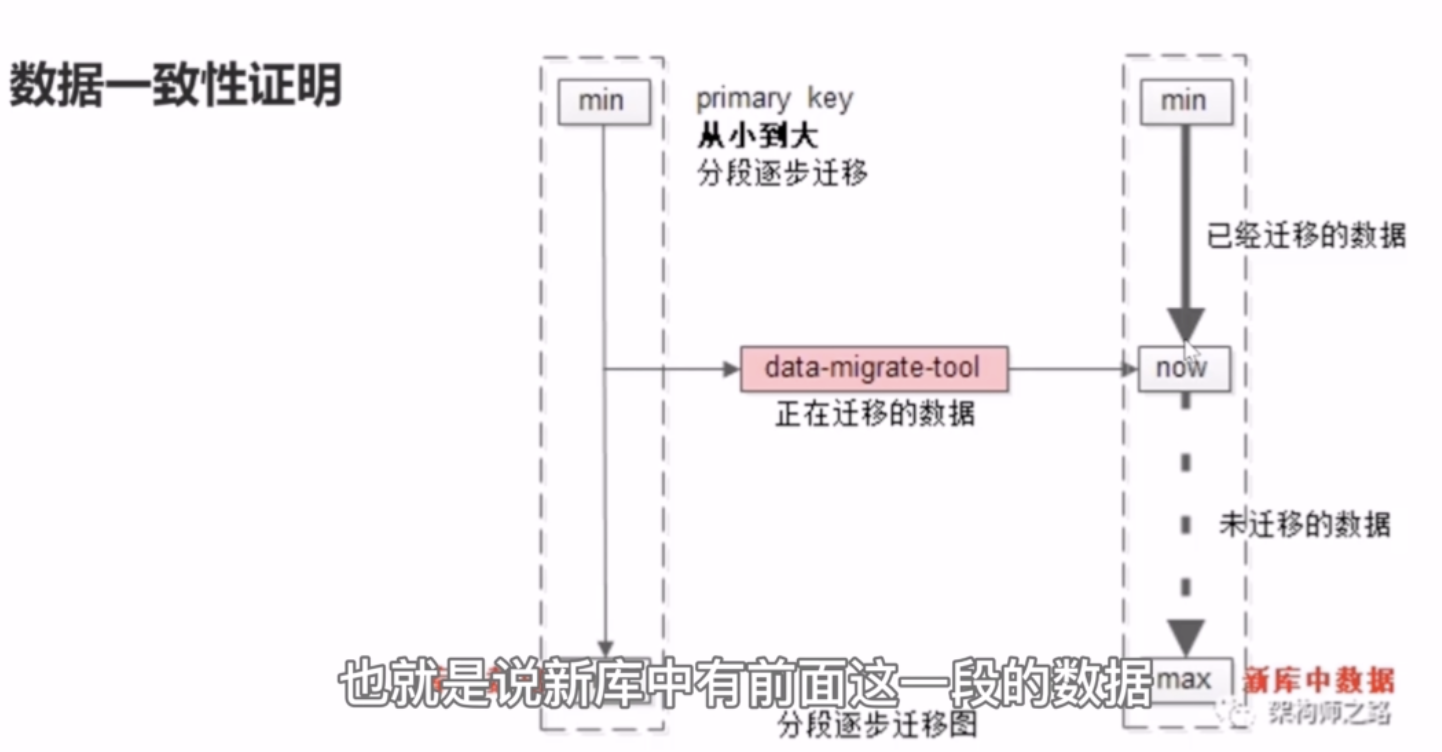 数据一致性证明
min
primary key
从小到大
分段逐步迁移
min
已经迁移的数据
data-migrate-tool
now
正在迁移的数据
未迁移的数据
也就是说新库中有前面这一段的数据
max
新库中数据
分段逐步迁移图
架构师之路